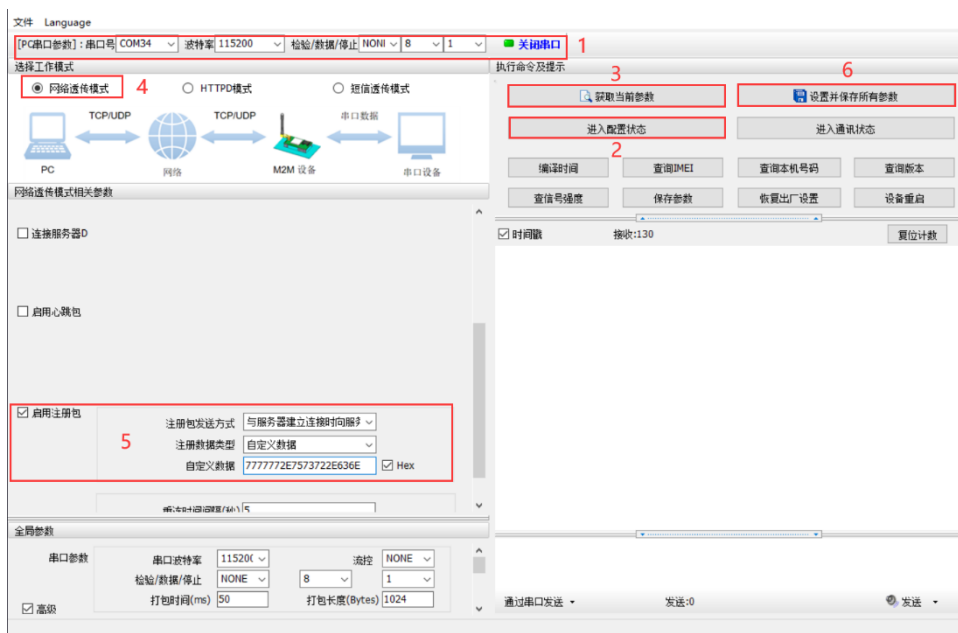 文件 Language
[PC串口参数]：串口号 COM34 波特率 115200 检验/数据/停止 NONI 8 1 关闭串口 1
选择工作模式
网络透传模式 4 HTTPD模式 短信透传模式
TCP/UDP TCP/UDP 串口数据
PC 网络 M2M 设备 串口设备
网络透传模式相关参数
连接服务器D
启用心跳包
启用注册包
注册包发送方式 与服务器建立连接时向服务
5 注册数据类型 自定义数据
自定义数据 7777772E7573722E636E Hex
重连时间间隔(秒) 5
全局参数
串口参数 串口波特率 11520( 流控 NONE
检验/数据/停止 NONE 8 1
打包时间(ms) 50 打包长度(Bytes) 1024
高级
执行命令及提示
3 6
获取当前参数 设置并保存所有参数
进入配置状态 进入通讯状态
2
编译时间 查询IMEI 查询本机号码 查询版本
查信号强度 保存参数 恢复出厂设置 设备重启
时间戳 接收:130 复位计数
通过串口发送 发送:0 发送